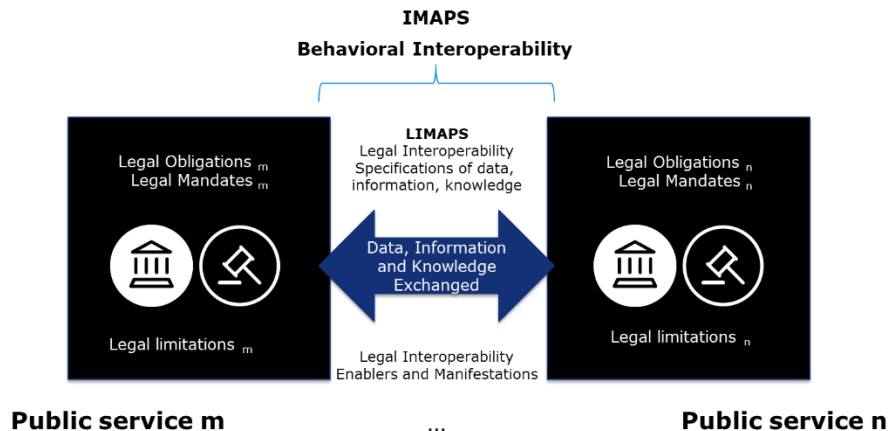 IMAPS
Behavioral Interoperability
Legal Obligations m
Legal Mandates m
Legal limitations m
LIMAPS
Legal Interoperability
Specifications of data,
information, knowledge
Data, Information
and Knowledge
Exchanged
Legal Interoperability
Enablers and Manifestations
Legal Obligations n
Legal Mandates n
Legal limitations n
Public service m
...
Public service n